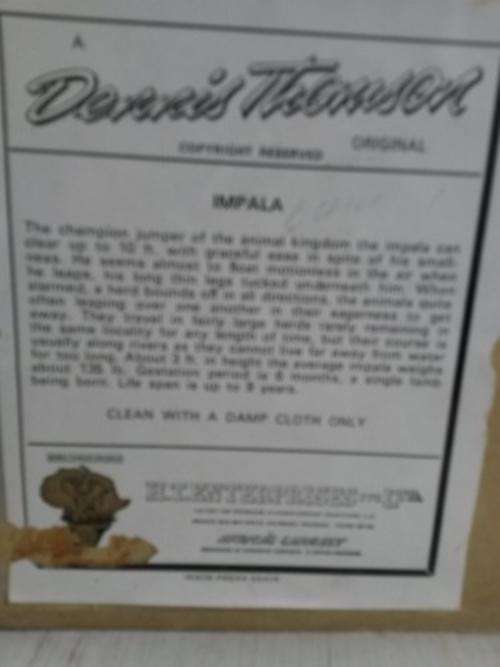 A
Dennis Thomson
COPYRIGHT RESERVED ORIGINAL
IMPALA
The champion jumper of the animal kingdom the impala can
clear up to 10 ft. with graceful ease in spite of his small-
ness. He seems almost to float motionless in the air when
he leaps, his long thin legs tucked underneath him. When
alarmed, a herd bounds off in all directions, the animals quite
often leaping over one another in their eagerness to get
away. They travel in fairly large herds rarely remaining in
the same locality for any length of time, but their course is
usually along rivers as they cannot live far away from water
for too long. About 3 ft. in height the average impala weighs
about 135 lb. Gestation period is 6 months, a single lamb
being born. Life span is up to 9 years.
CLEAN WITH A DAMP CLOTH ONLY
ENTERPRISES